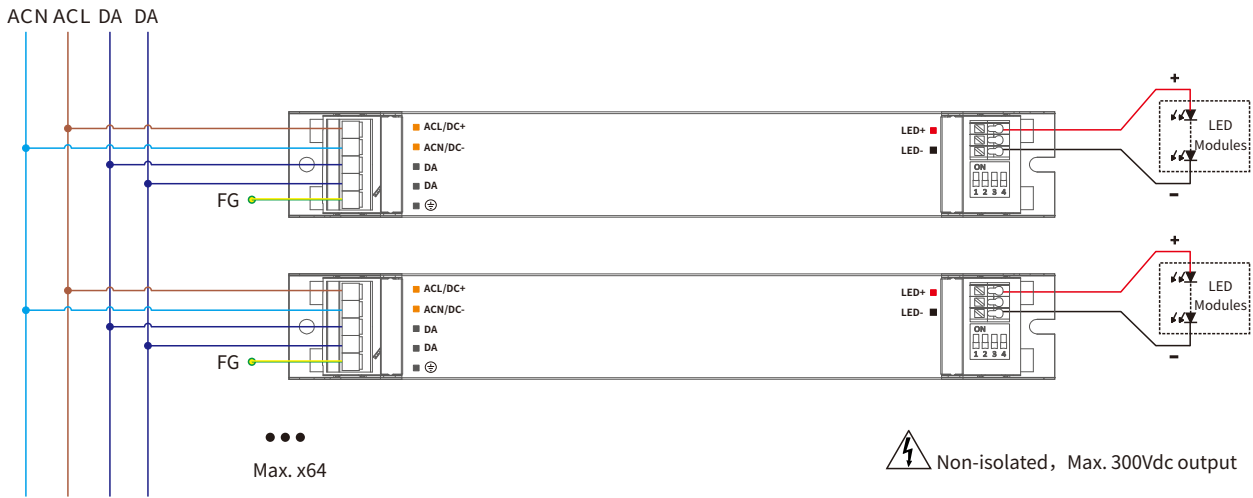 ACN ACL DA DA
ACL/DC+
ACN/DC-
DA
DA
FG
LED+
LED-
ON
1 2 3 4
+
LED
Modules
–
ACL/DC+
ACN/DC-
DA
DA
FG
LED+
LED-
ON
1 2 3 4
+
LED
Modules
–
Max. x64
Non-isolated, Max. 300Vdc output